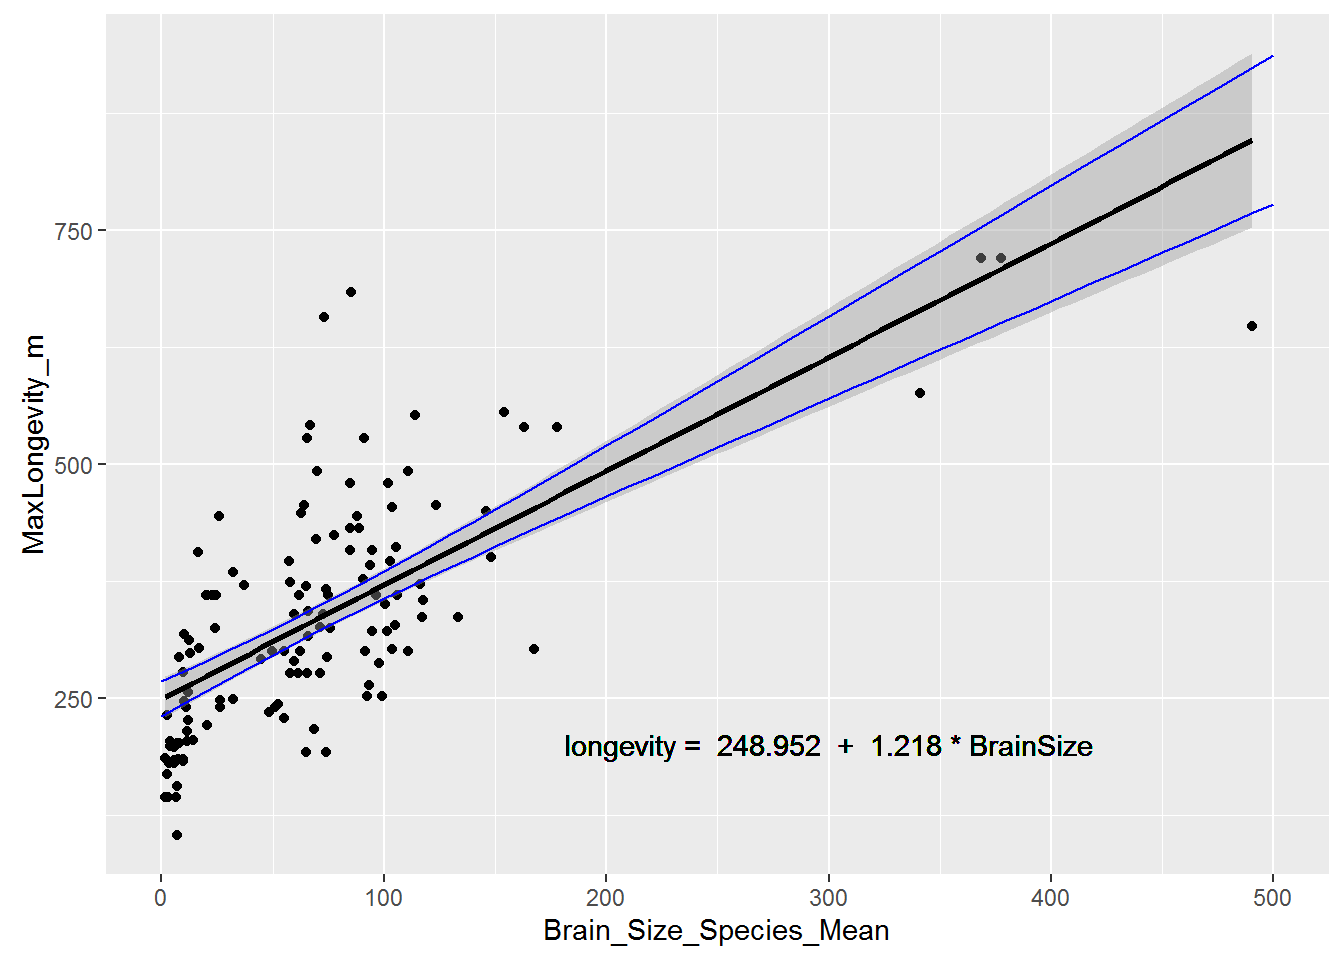 MaxLongevity_m
750
500
250
longevity =  248.952  +  1.218 * BrainSize
0 100 200 300 400 500
Brain_Size_Species_Mean